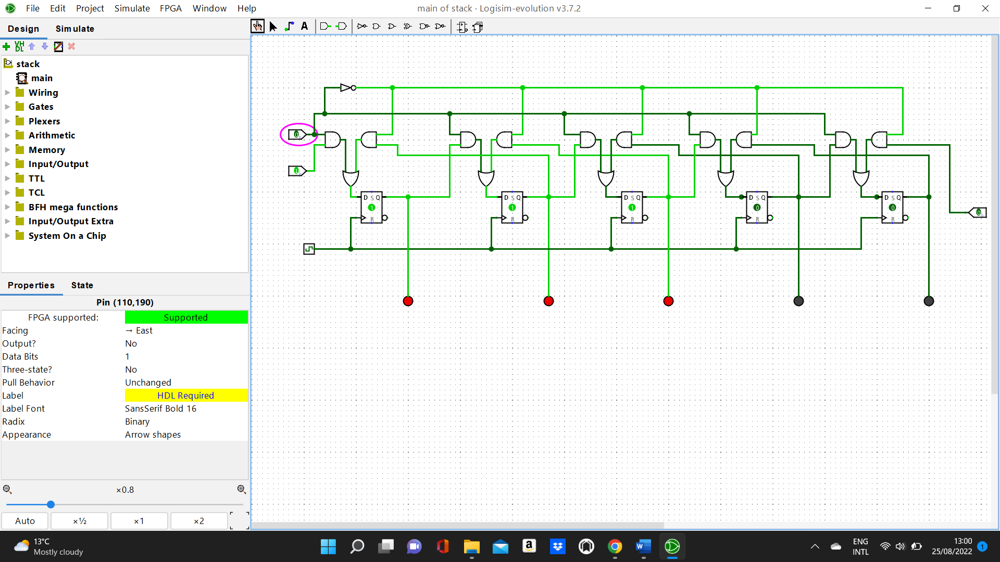 File Edit Project Simulate FPGA Window Help
main of stack · Logisim-evolution v3.7.2
Design Simulate
VH
DL
stack
main
Wiring
Gates
Plexers
Arithmetic
Memory
Input/Output
TTL
TCL
BFH mega functions
Input/Output Extra
System On a Chip
A
0
1
D S Q
1
R
D S Q
1
R
D S Q
1
R
D S Q
0
R
D S Q
0
R
0
Properties State
Pin (110,190)
FPGA supported: Supported
Facing → East
Output? No
Data Bits 1
Three-state? No
Pull Behavior Unchanged
Label HDL Required
Label Font SansSerif Bold 16
Radix Binary
Appearance Arrow shapes
×0.8
Auto ×½ ×1 ×2
13°C
Mostly cloudy
ENG
INTL
13:00
25/08/2022
1